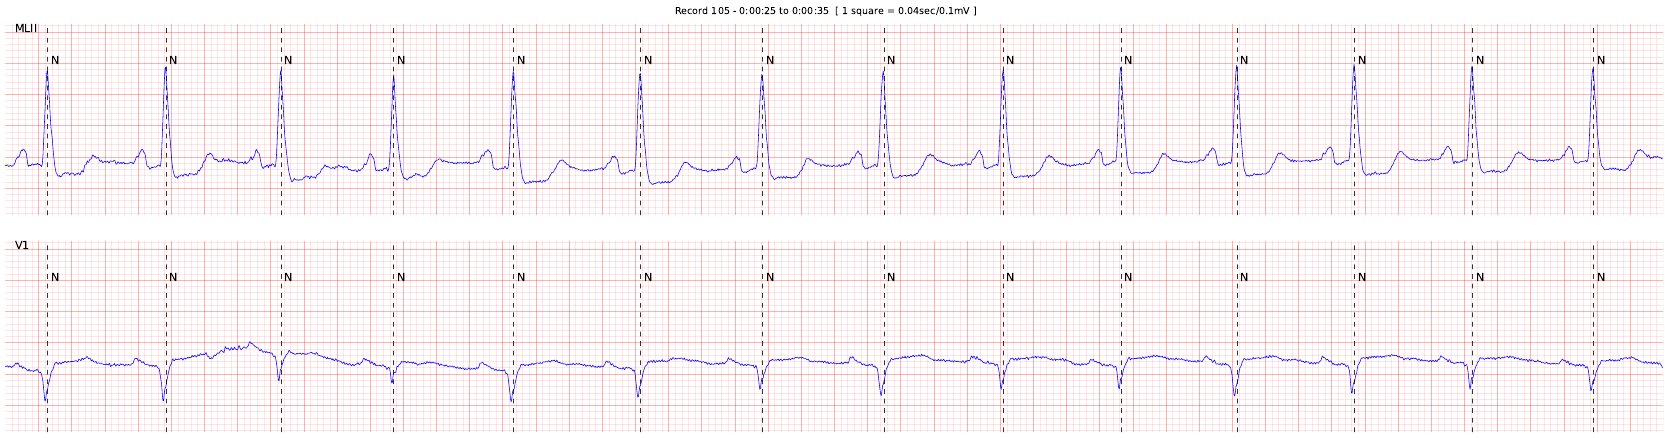 Record 105 - 0:00:25 to 0:00:35 [ 1 square = 0.04sec/0.1mV ]
MLII
N N N N N N N N N N N N N N
V1
N N N N N N N N N N N N N N